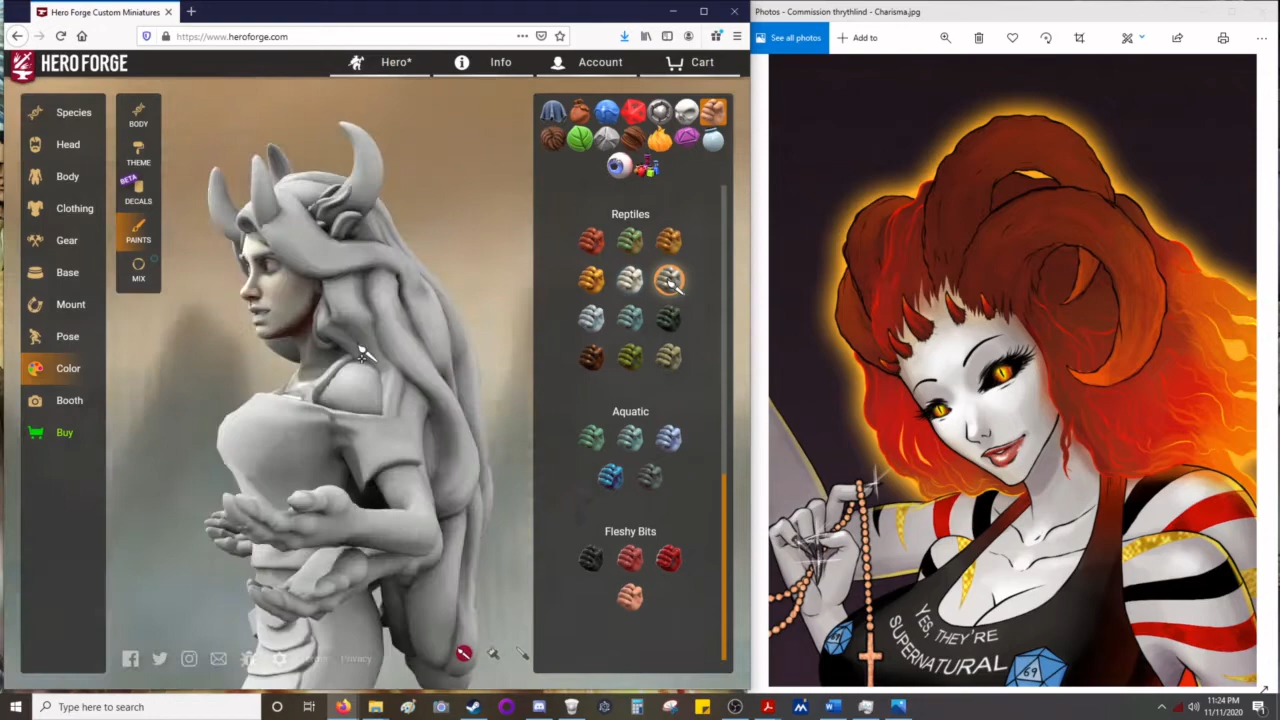 Hero Forge Custom Miniatures
Photos - Commission thrythlind - Charisma.jpg
https://www.heroforge.com
See all photos
Add to
HERO FORGE
Hero*
Info
Account
Cart
Species
Head
Body
Clothing
Gear
Base
Mount
Pose
Color
Booth
Buy
BODY
THEME
BETA
DECALS
PAINTS
MIX
Reptiles
Aquatic
Fleshy Bits
Privacy
YES, THEY'RE
SUPERNATURAL
69
Type here to search
11:24 PM
11/11/2020